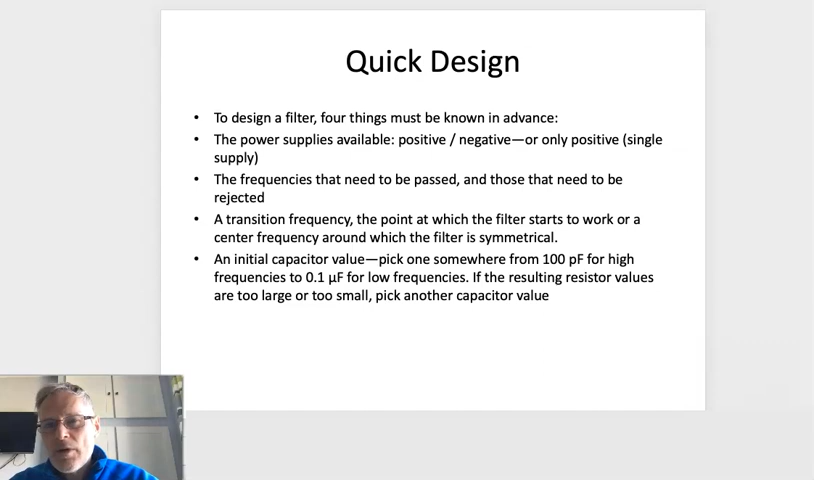 Quick Design
• To design a filter, four things must be known in advance:
• The power supplies available: positive / negative—or only positive (single
supply)
• The frequencies that need to be passed, and those that need to be
rejected
• A transition frequency, the point at which the filter starts to work or a
center frequency around which the filter is symmetrical.
• An initial capacitor value—pick one somewhere from 100 pF for high
frequencies to 0.1 μF for low frequencies. If the resulting resistor values
are too large or too small, pick another capacitor value